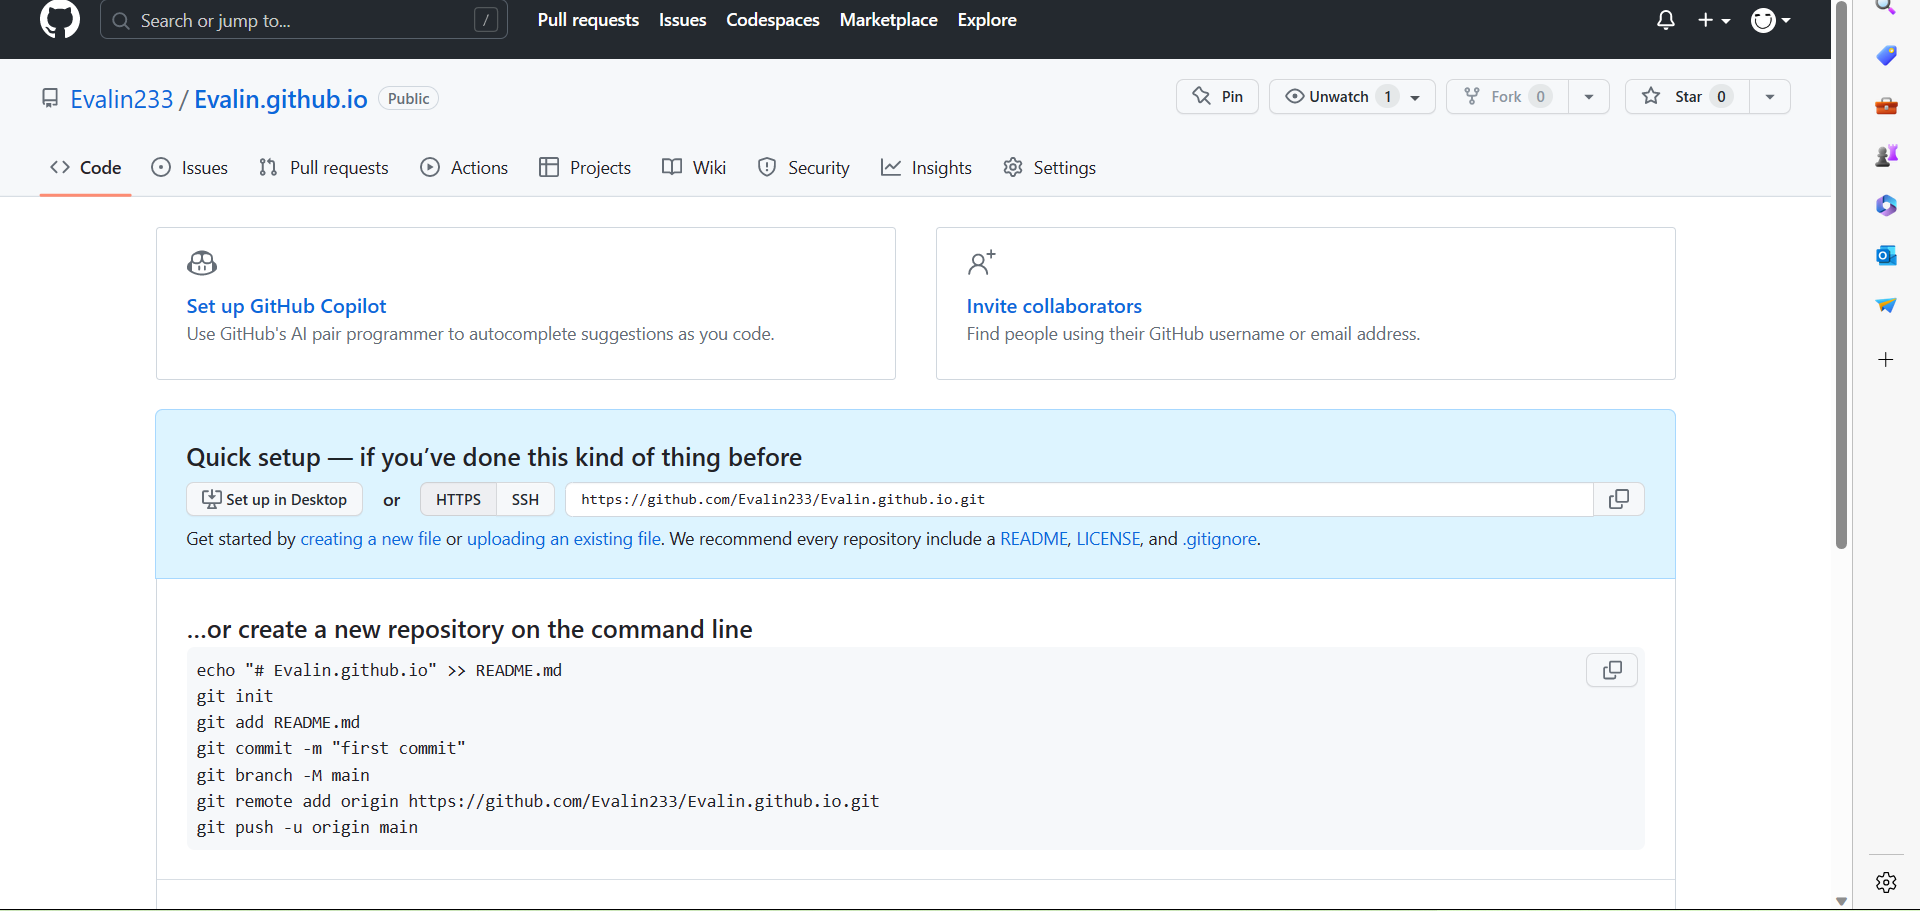 Search or jump to... /
Pull requests Issues Codespaces Marketplace Explore
Evalin233 / Evalin.github.io Public
Pin Unwatch 1 Fork 0 Star 0
Code Issues Pull requests Actions Projects Wiki Security Insights Settings
Set up GitHub Copilot
Use GitHub's AI pair programmer to autocomplete suggestions as you code.
Invite collaborators
Find people using their GitHub username or email address.
Quick setup — if you’ve done this kind of thing before
Set up in Desktop or HTTPS SSH https://github.com/Evalin233/Evalin.github.io.git
Get started by creating a new file or uploading an existing file. We recommend every repository include a README, LICENSE, and .gitignore.
…or create a new repository on the command line
echo "# Evalin.github.io" >> README.md
git init
git add README.md
git commit -m "first commit"
git branch -M main
git remote add origin https://github.com/Evalin233/Evalin.github.io.git
git push -u origin main